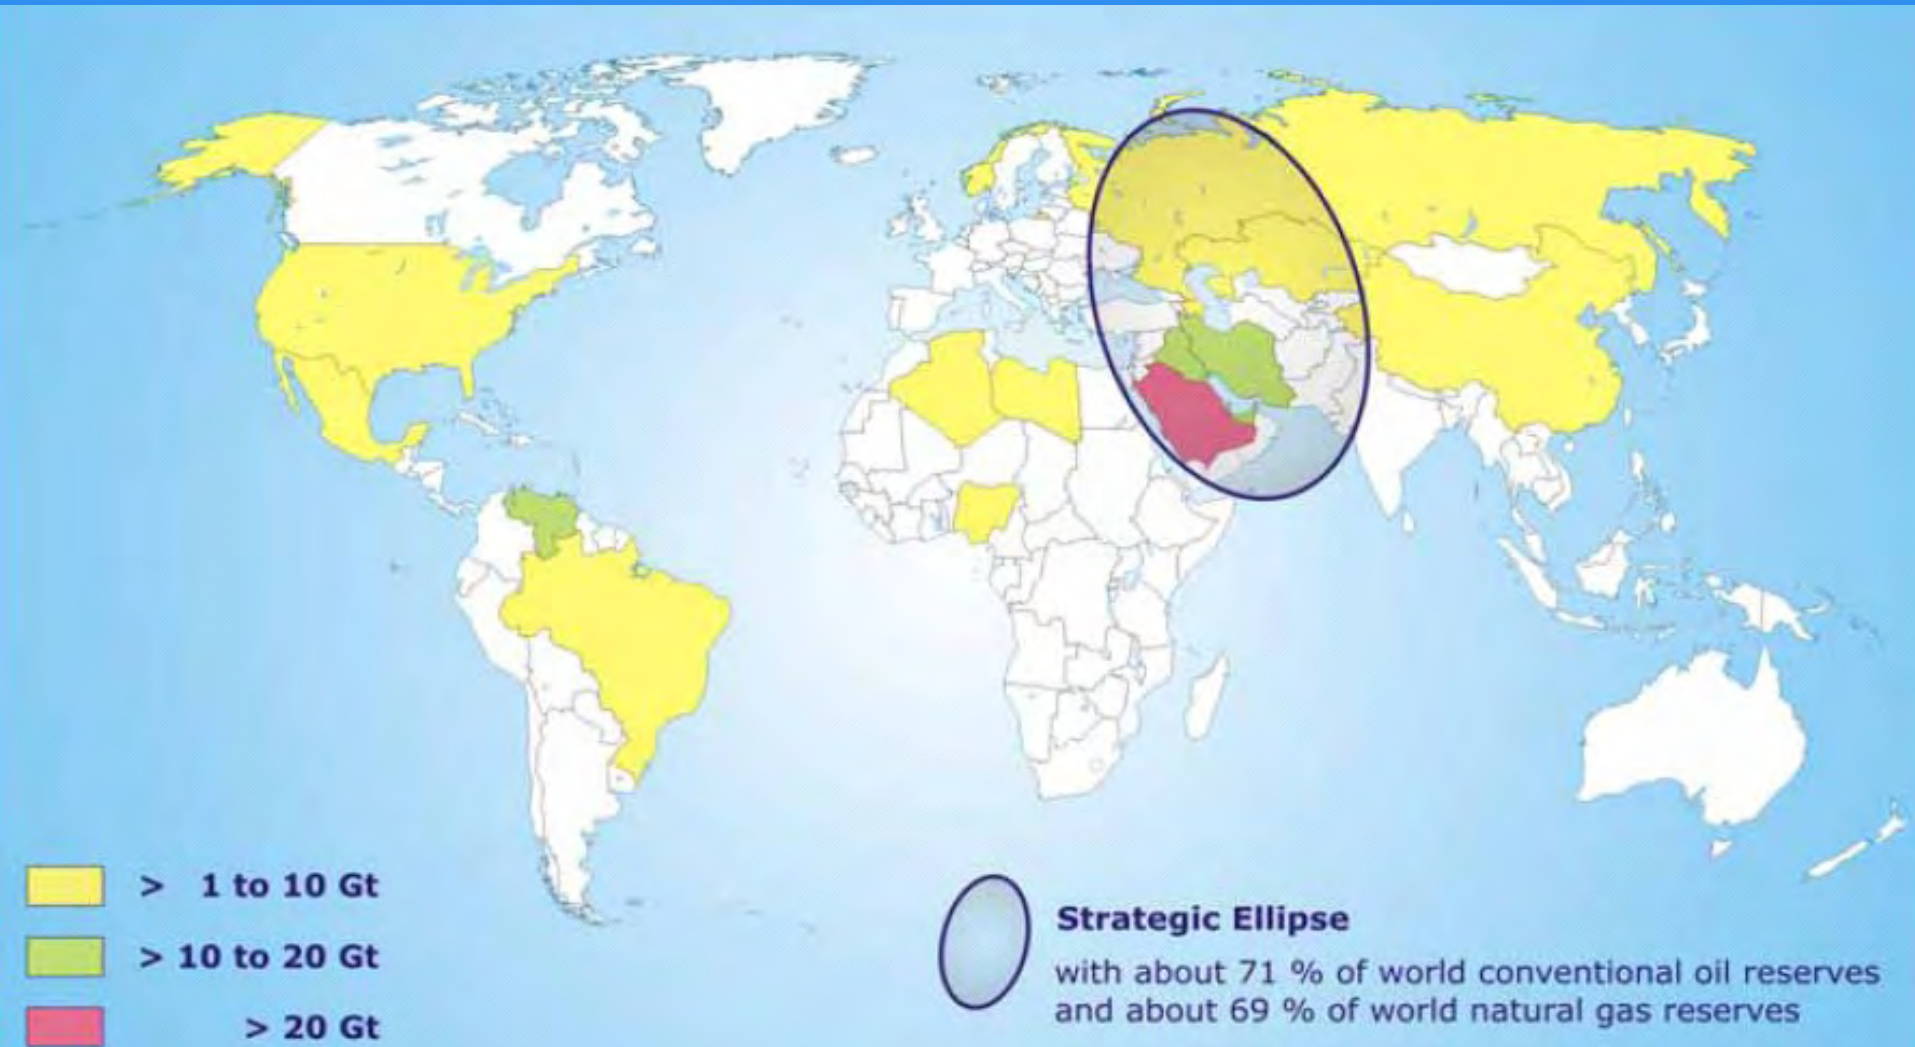 > 1 to 10 Gt
> 10 to 20 Gt
> 20 Gt
Strategic Ellipse
with about 71 % of world conventional oil reserves
and about 69 % of world natural gas reserves